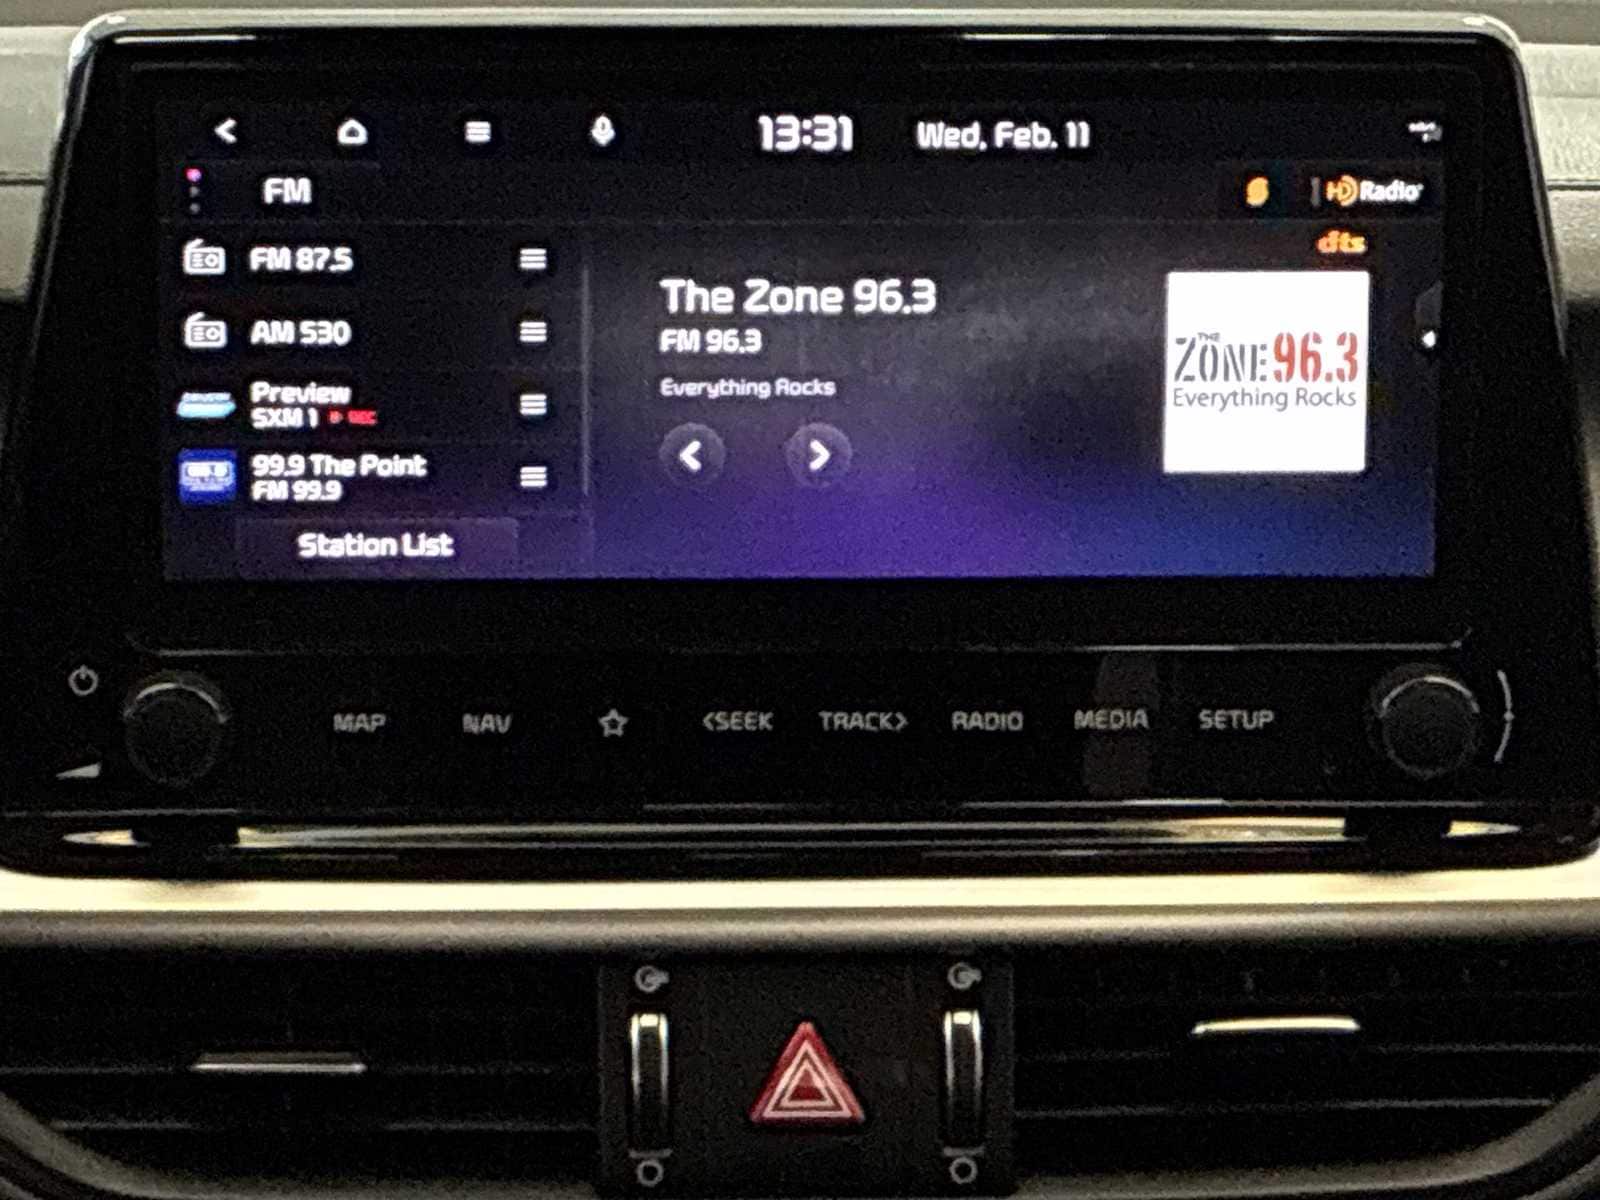 13:31 Wed, Feb. 11
FM
HD Radio
dts
FM 87.5
AM 530
Preview
SXM 1 REC
99.9 The Point
FM 99.9
Station List
The Zone 96.3
FM 96.3
Everything Rocks
THE
ZONE 96.3
Everything Rocks
MAP NAV <SEEK TRACK> RADIO MEDIA SETUP